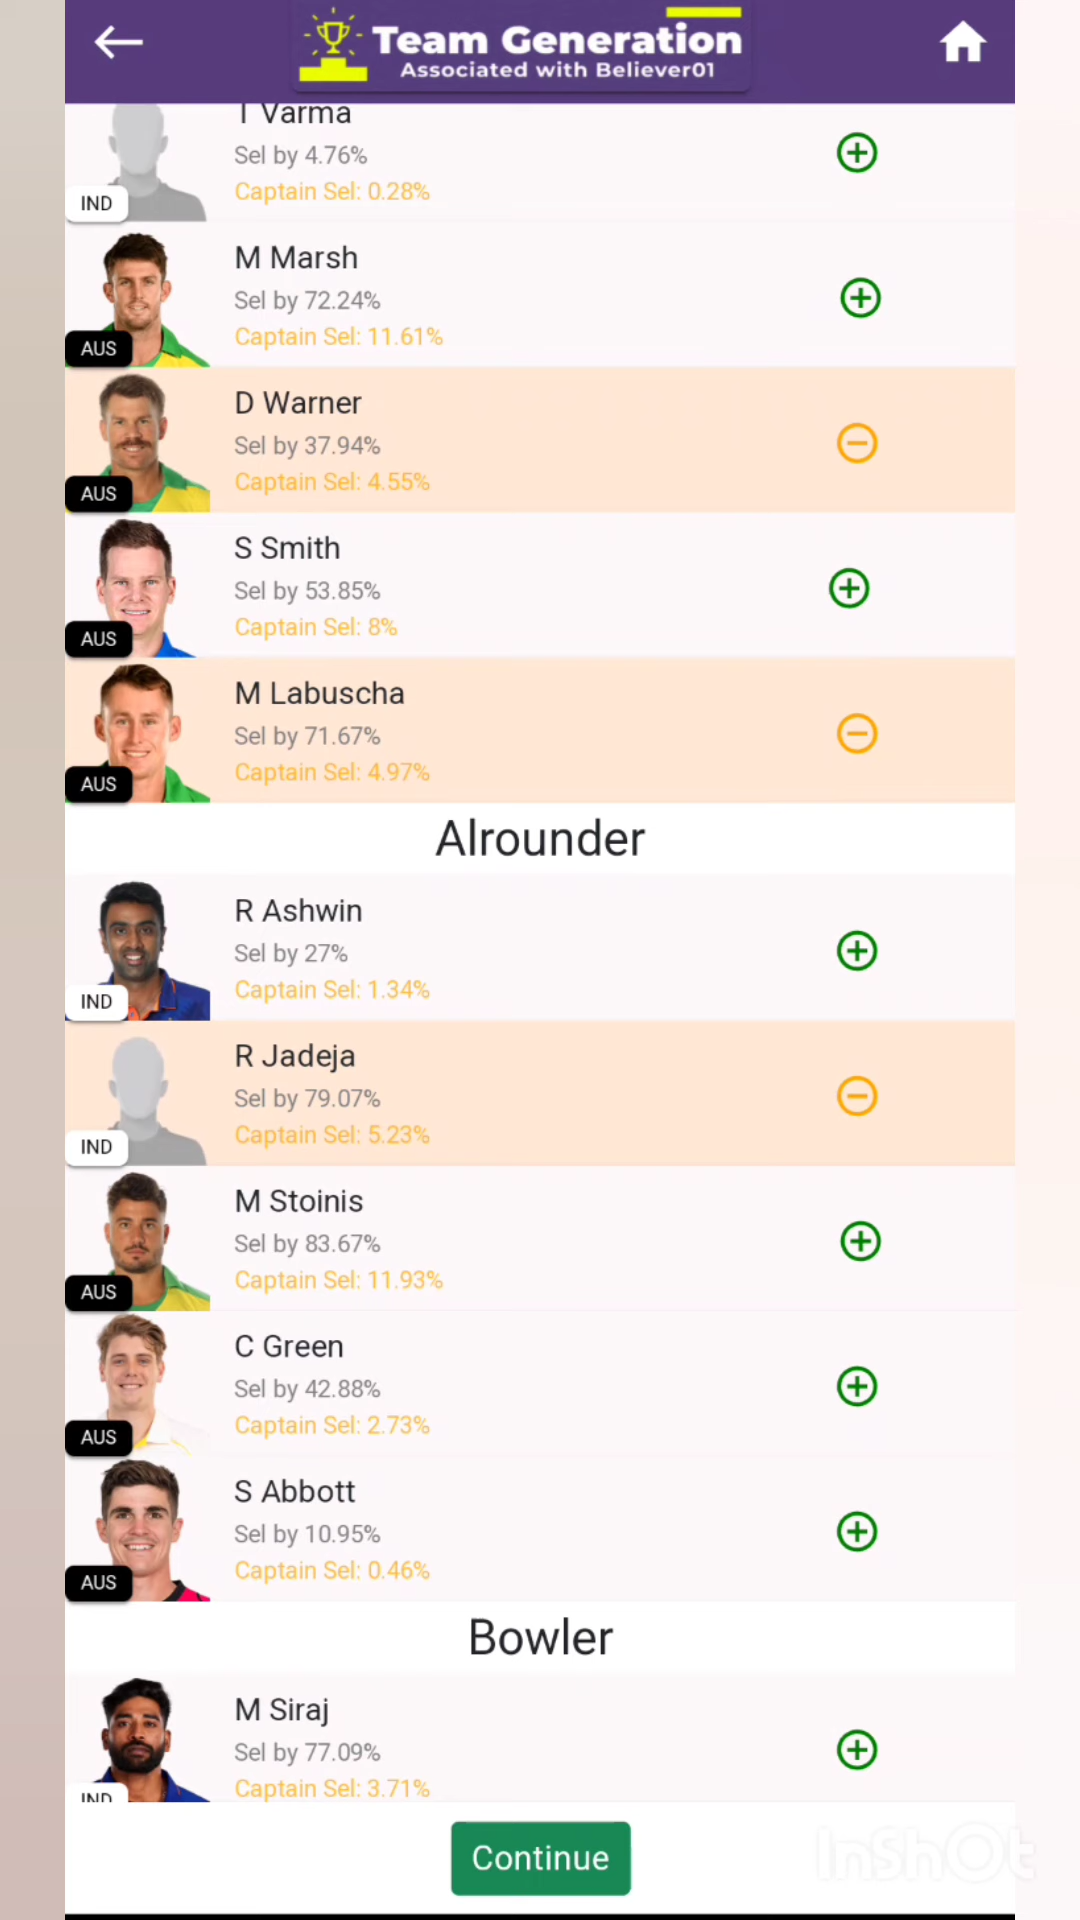 Team Generation
Associated with Believer01
T Varma
Sel by 4.76%
Captain Sel: 0.28%
IND
M Marsh
Sel by 72.24%
Captain Sel: 11.61%
AUS
D Warner
Sel by 37.94%
Captain Sel: 4.55%
AUS
S Smith
Sel by 53.85%
Captain Sel: 8%
AUS
M Labuscha
Sel by 71.67%
Captain Sel: 4.97%
AUS
Alrounder
R Ashwin
Sel by 27%
Captain Sel: 1.34%
IND
R Jadeja
Sel by 79.07%
Captain Sel: 5.23%
IND
M Stoinis
Sel by 83.67%
Captain Sel: 11.93%
AUS
C Green
Sel by 42.88%
Captain Sel: 2.73%
AUS
S Abbott
Sel by 10.95%
Captain Sel: 0.46%
AUS
Bowler
M Siraj
Sel by 77.09%
Captain Sel: 3.71%
IND
Continue
InShOt